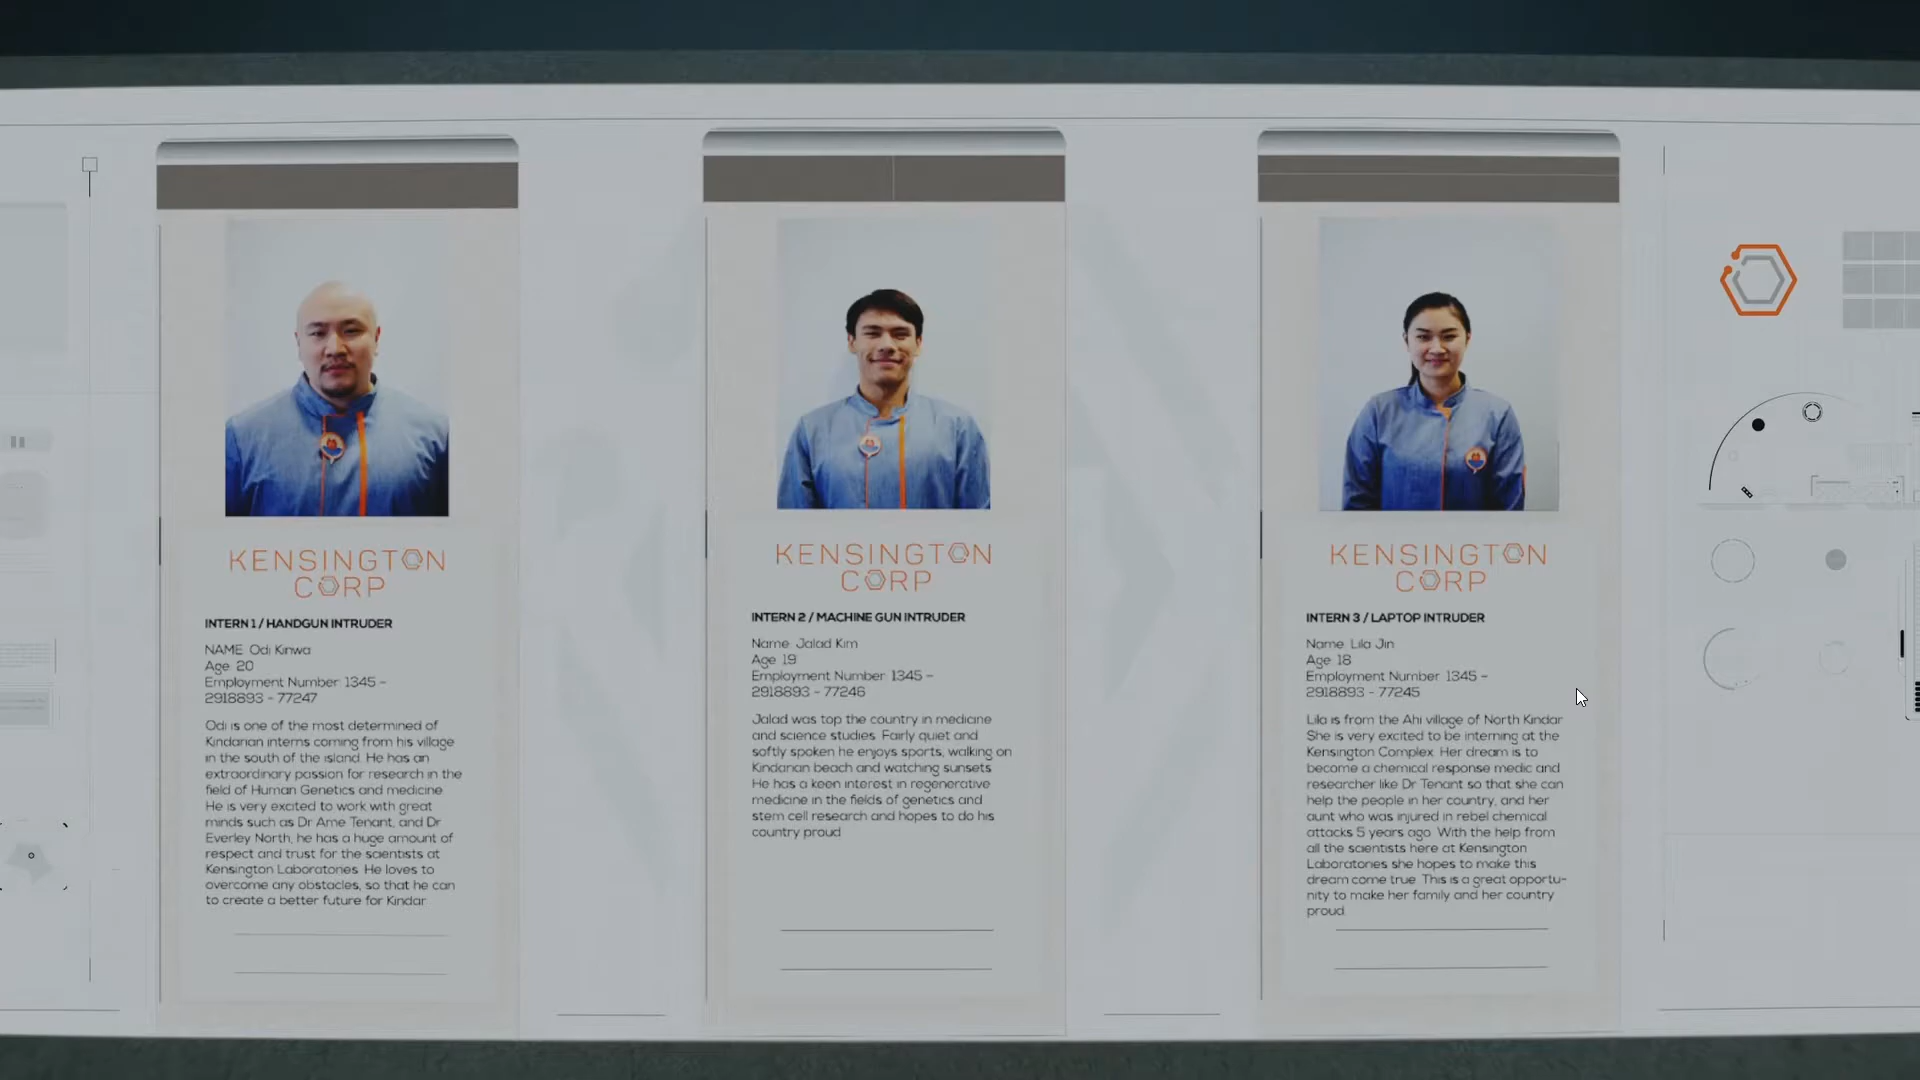 KENSINGTON
CORP
INTERN 1 / HANDGUN INTRUDER
NAME: Odi Kinwa
Age: 20
Employment Number: 1345 –
2918893 - 77247
Odi is one of the most determined of
Kindarian interns coming from his village
in the south of the island. He has an
extraordinary passion for research in the
field of Human Genetics and medicine.
He is very excited to work with great
minds such as Dr Ame Tenant, and Dr
Everley North, he has a huge amount of
respect and trust for the scientists at
Kensington Laboratories. He loves to
overcome any obstacles, so that he can
to create a better future for Kindar.
KENSINGTON
CORP
INTERN 2 / MACHINE GUN INTRUDER
Name: Jalad Kim
Age: 19
Employment Number: 1345 –
2918893 - 77246
Jalad was top the country in medicine
and science studies. Fairly quiet and
softly spoken he enjoys sports, walking on
Kindarian beach and watching sunsets.
He has a keen interest in regenerative
medicine in the fields of genetics and
stem cell research and hopes to do his
country proud.
KENSINGTON
CORP
INTERN 3 / LAPTOP INTRUDER
Name: Lila Jin
Age: 18
Employment Number: 1345 –
2918893 - 77245
Lila is from the Ahi village of North Kindar.
She is very excited to be interning at the
Kensington Complex. Her dream is to
become a chemical response medic and
researcher like Dr Tenant so that she can
help the people in her country, and her
aunt who was injured in rebel chemical
attacks 5 years ago. With the help from
all the scientists here at Kensington
Laboratories she hopes to make this
dream come true. This is a great opportu-
nity to make her family and her country
proud.